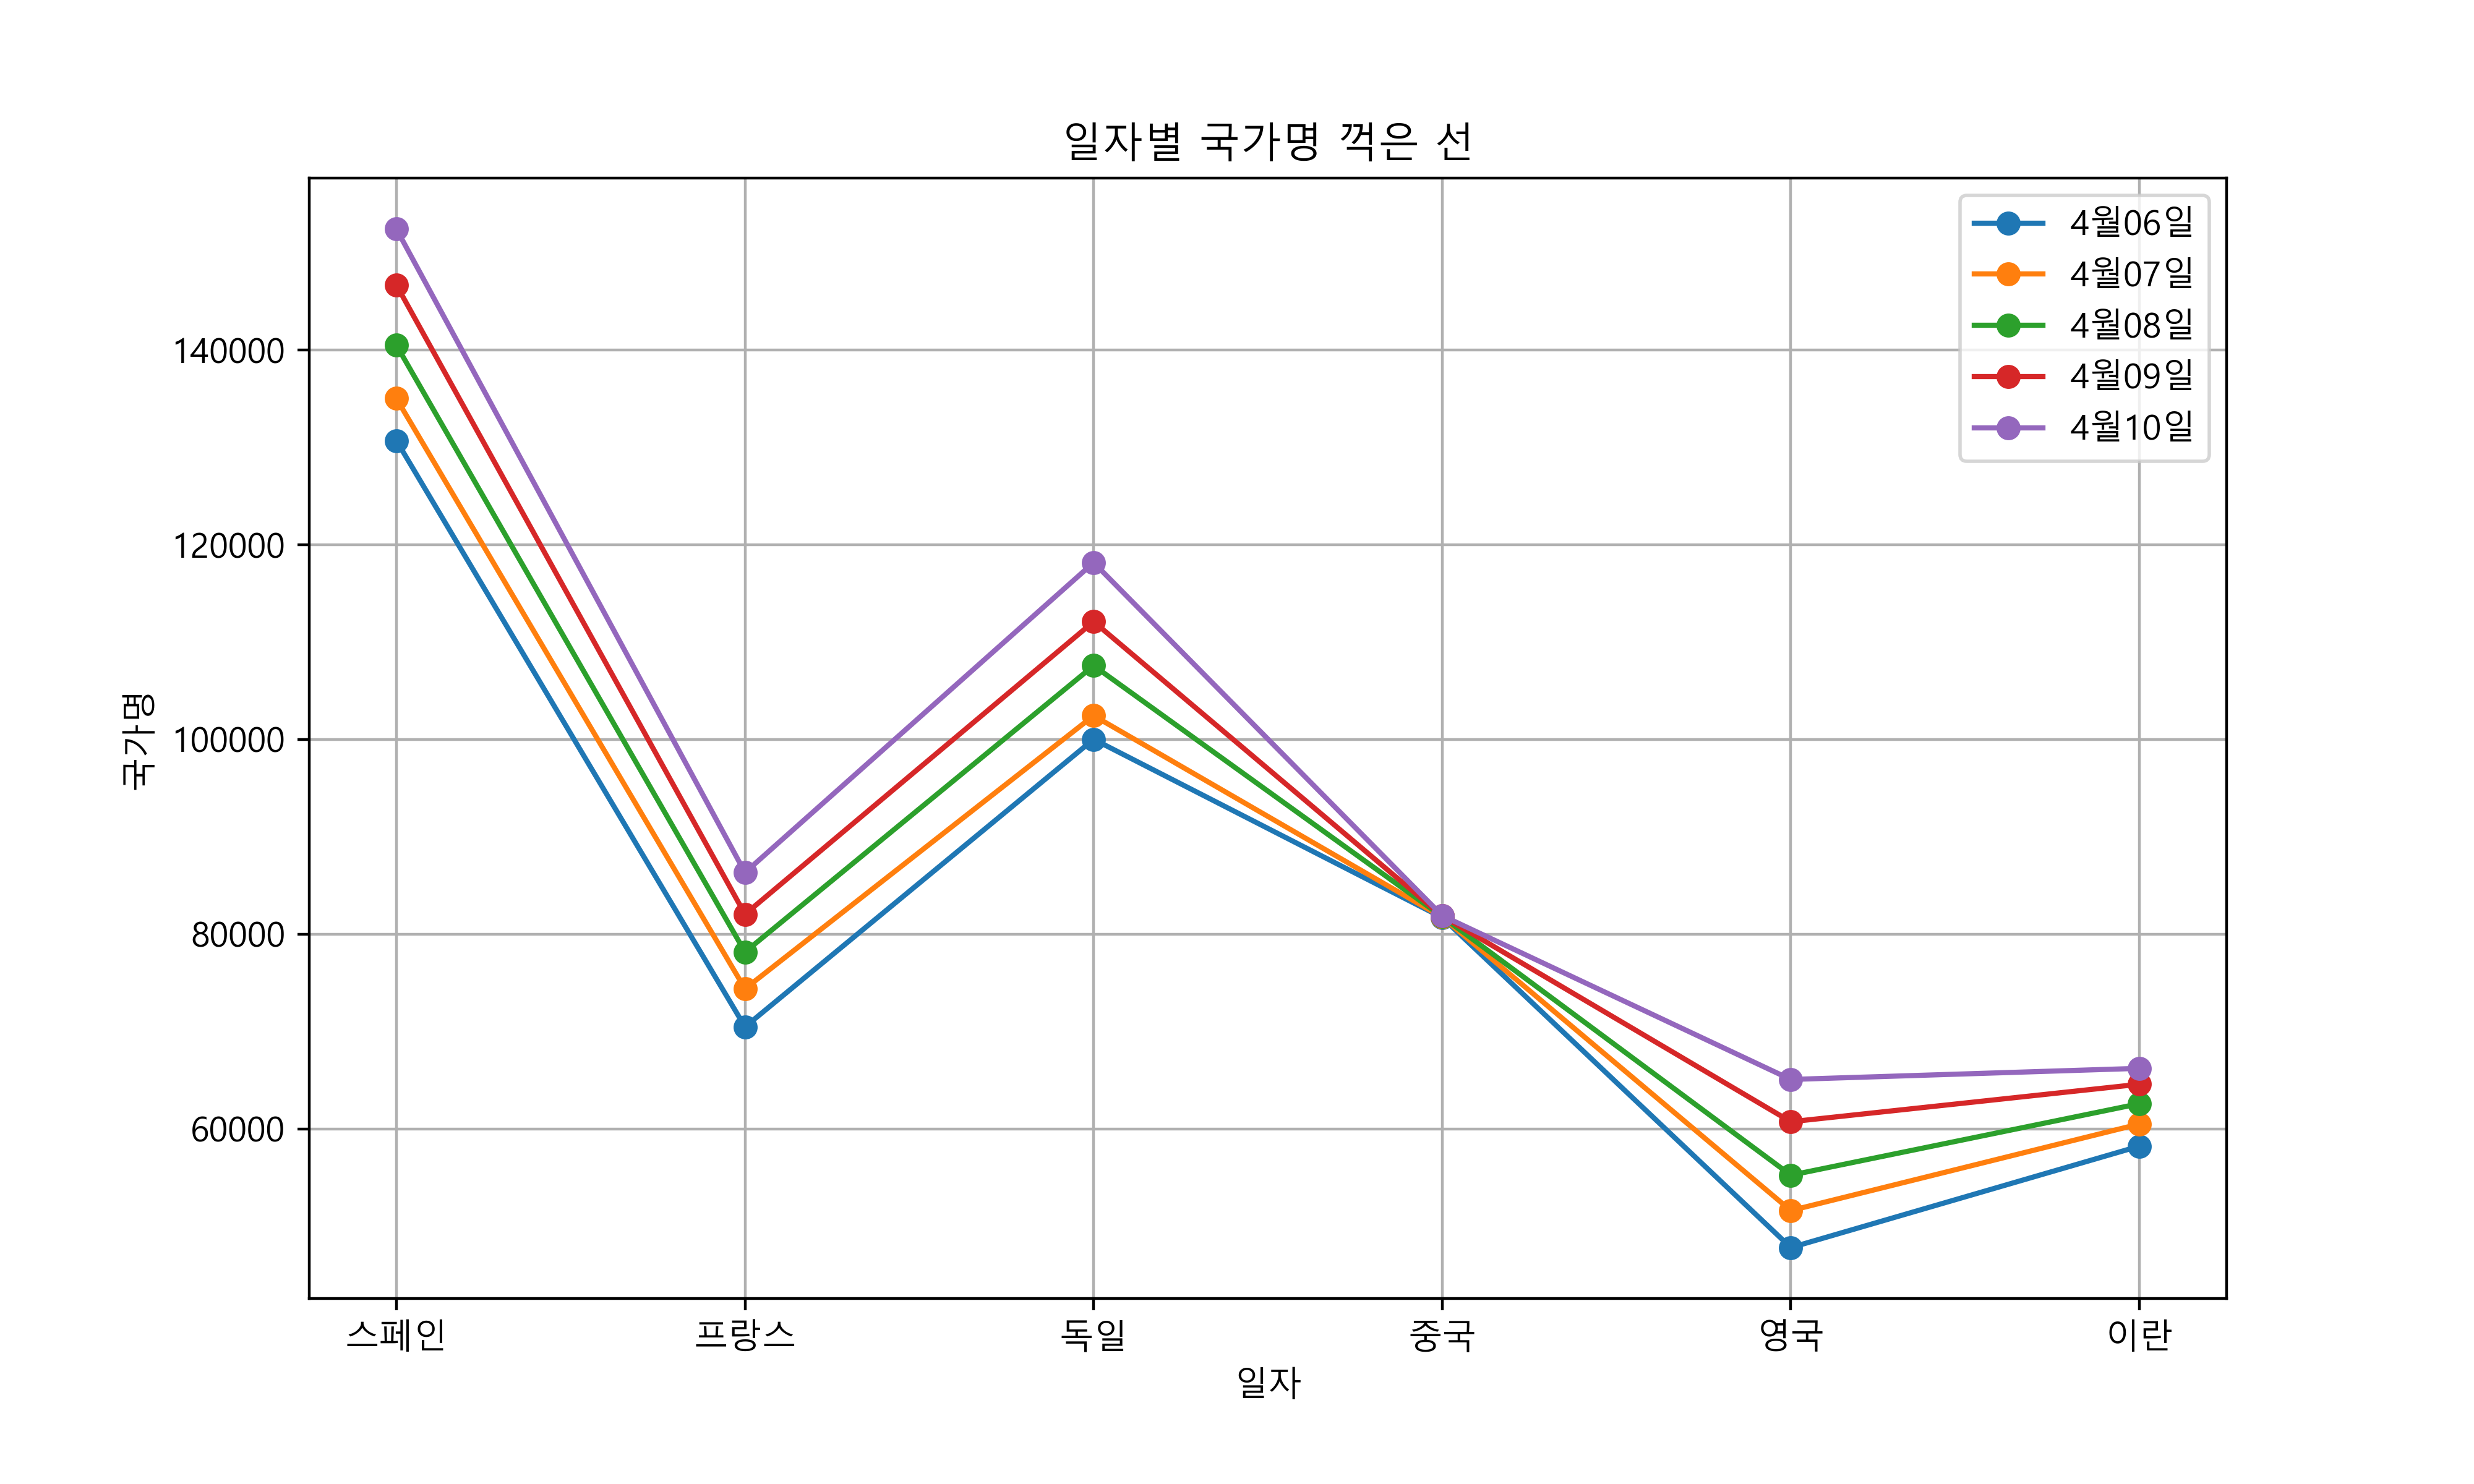 일자별 국가명 꺽은 선
4월06일
4월07일
4월08일
4월09일
4월10일
국가명
140000
120000
100000
80000
60000
스페인 프랑스 독일 중국 영국 이란
일자